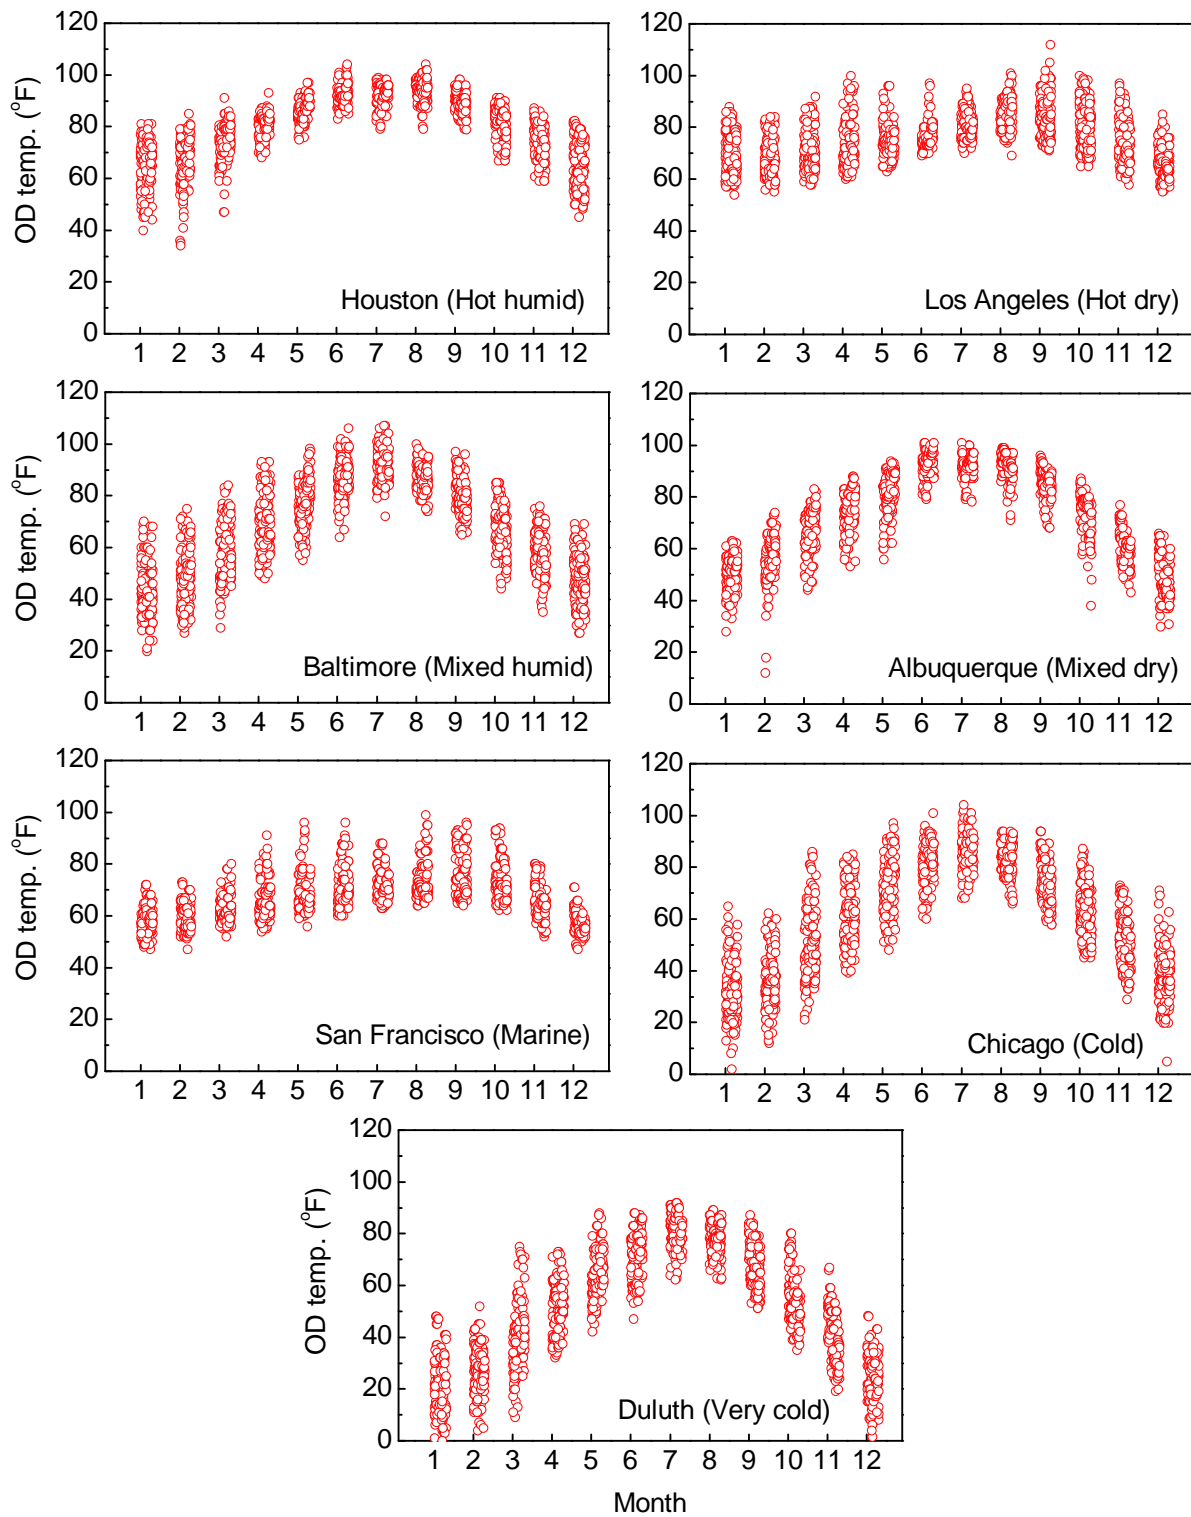 120
100
80
60
40
20
0
OD temp. (°F)
Houston (Hot humid)
1 2 3 4 5 6 7 8 9 10 11 12
120
100
80
60
40
20
0
Los Angeles (Hot dry)
1 2 3 4 5 6 7 8 9 10 11 12
120
100
80
60
40
20
0
OD temp. (°F)
Baltimore (Mixed humid)
1 2 3 4 5 6 7 8 9 10 11 12
120
100
80
60
40
20
0
Albuquerque (Mixed dry)
1 2 3 4 5 6 7 8 9 10 11 12
120
100
80
60
40
20
0
OD temp. (°F)
San Francisco (Marine)
1 2 3 4 5 6 7 8 9 10 11 12
120
100
80
60
40
20
0
Chicago (Cold)
1 2 3 4 5 6 7 8 9 10 11 12
120
100
80
60
40
20
0
OD temp. (°F)
Duluth (Very cold)
1 2 3 4 5 6 7 8 9 10 11 12
Month